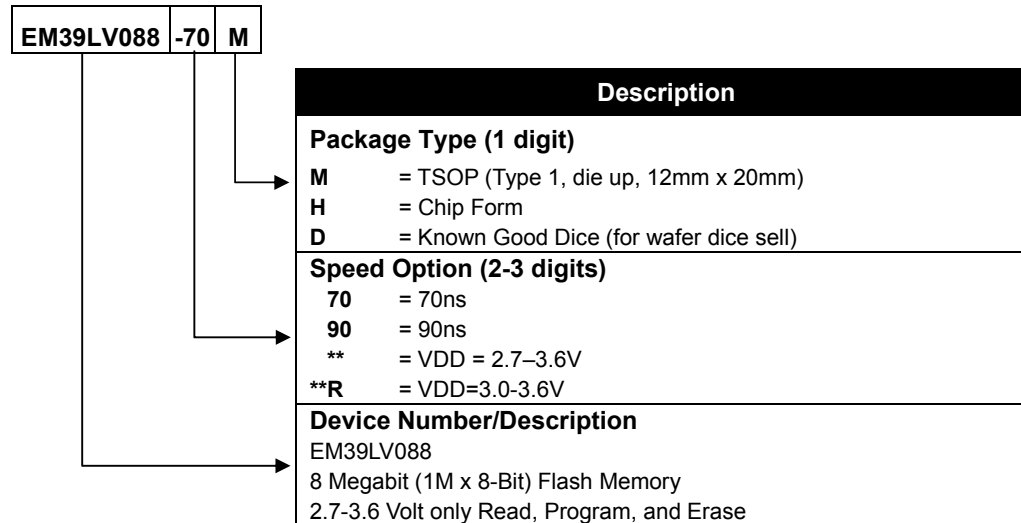 EM39LV088 -70 M
Description
Package Type (1 digit)
M = TSOP (Type 1, die up, 12mm x 20mm)
H = Chip Form
D = Known Good Dice (for wafer dice sell)
Speed Option (2-3 digits)
70 = 70ns
90 = 90ns
** = VDD = 2.7–3.6V
**R = VDD=3.0-3.6V
Device Number/Description
EM39LV088
8 Megabit (1M x 8-Bit) Flash Memory
2.7-3.6 Volt only Read, Program, and Erase